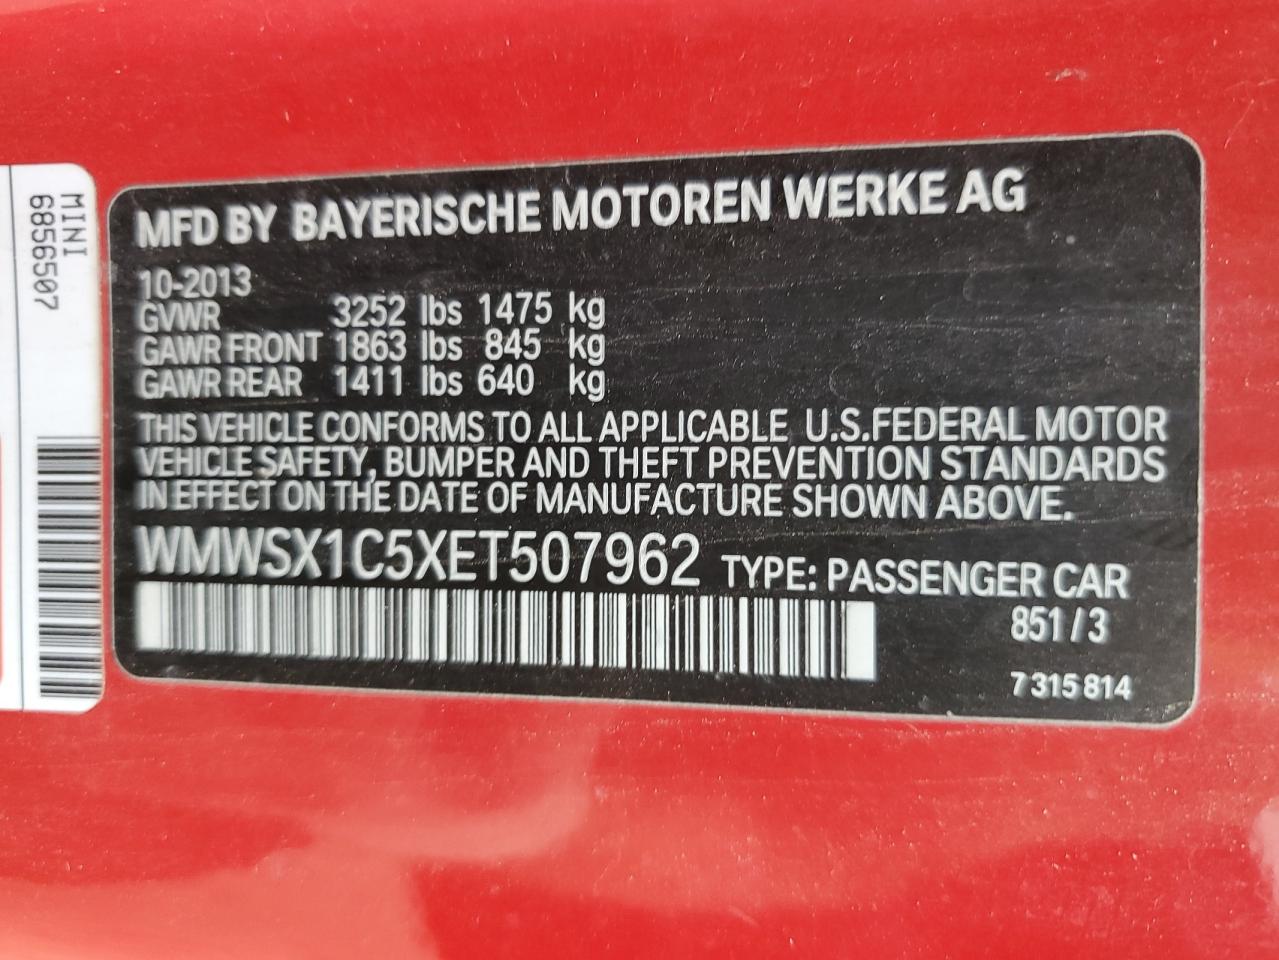 MFD BY BAYERISCHE MOTOREN WERKE AG
10-2013
GVWR 3252 lbs 1475 kg
GAWR FRONT 1863 lbs 845 kg
GAWR REAR 1411 lbs 640 kg
THIS VEHICLE CONFORMS TO ALL APPLICABLE U.S.FEDERAL MOTOR
VEHICLE SAFETY, BUMPER AND THEFT PREVENTION STANDARDS
IN EFFECT ON THE DATE OF MANUFACTURE SHOWN ABOVE.
WMWSX1C5XET507962 TYPE: PASSENGER CAR
851/3
7 315 814
MINI
6856507